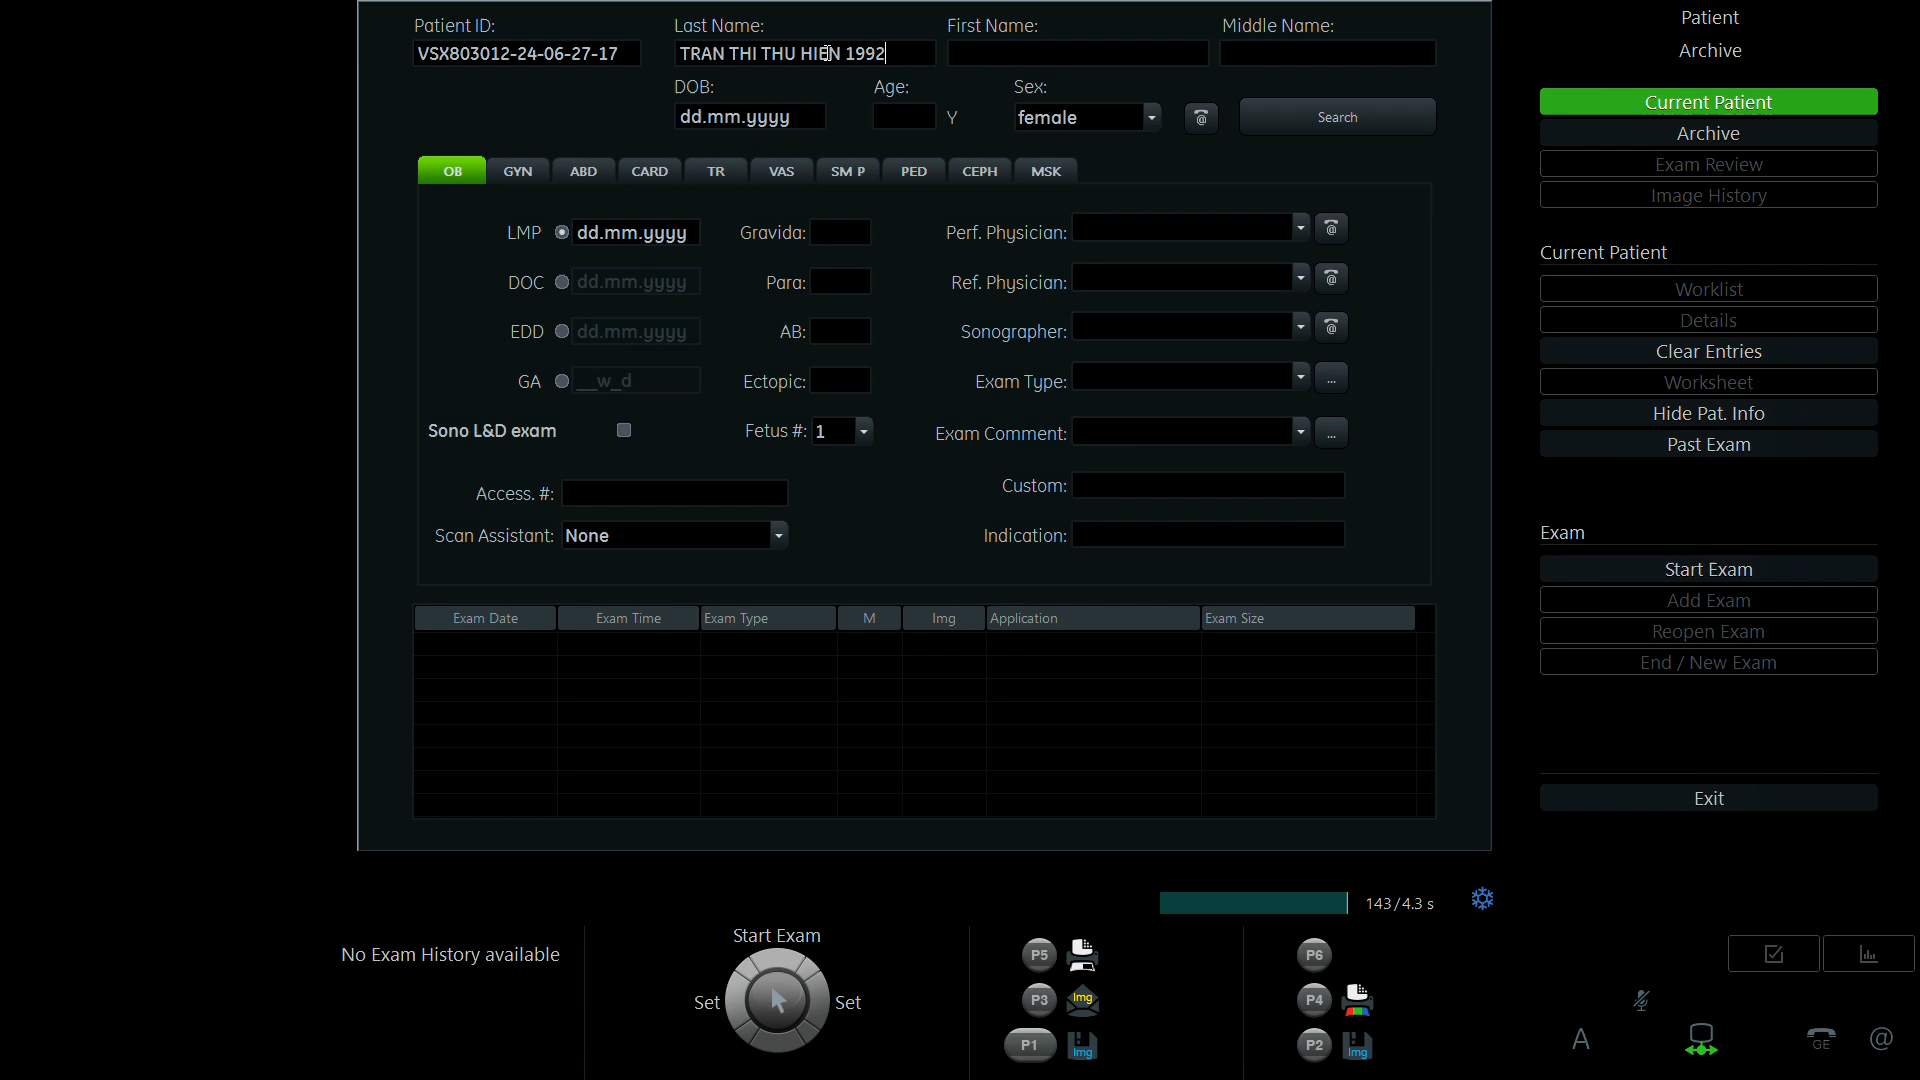 Patient ID: Last Name: First Name: Middle Name:
VSX803012-24-06-27-17 TRAN THI THU HIEN 1992
DOB: Age: Sex:
dd.mm.yyyy Y female @ Search
OB GYN ABD CARD TR VAS SM P PED CEPH MSK
LMP dd.mm.yyyy Gravida: Perf. Physician: @
DOC dd.mm.yyyy Para: Ref. Physician: @
EDD dd.mm.yyyy AB: Sonographer: @
GA __w_d Ectopic: Exam Type: ...
Sono L&D exam Fetus #: 1 Exam Comment: ...
Access. #: Custom:
Scan Assistant: None Indication:
Exam Date Exam Time Exam Type M Img Application Exam Size
143/4.3 s
No Exam History available
Start Exam
Set Set
P5 P6
P3 Img P4
P1 Img P2 Img
Patient
Archive
Current Patient
Archive
Exam Review
Image History
Current Patient
Worklist
Details
Clear Entries
Worksheet
Hide Pat. Info
Past Exam
Exam
Start Exam
Add Exam
Reopen Exam
End / New Exam
Exit
A GE @